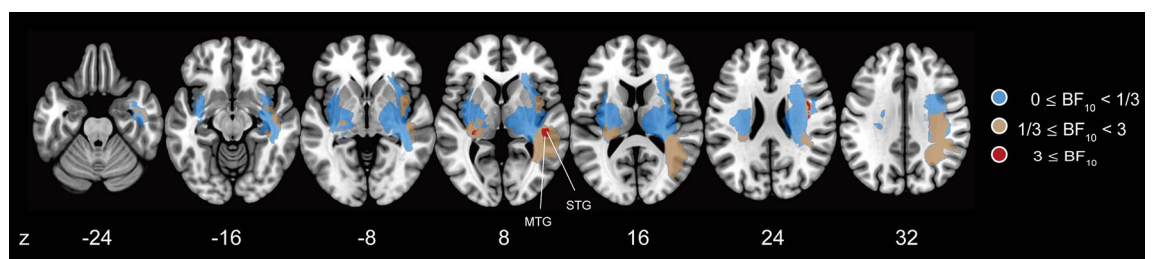 0 ≤ BF₁₀ < 1/3
1/3 ≤ BF₁₀ < 3
3 ≤ BF₁₀
STG
MTG
z -24 -16 -8 8 16 24 32